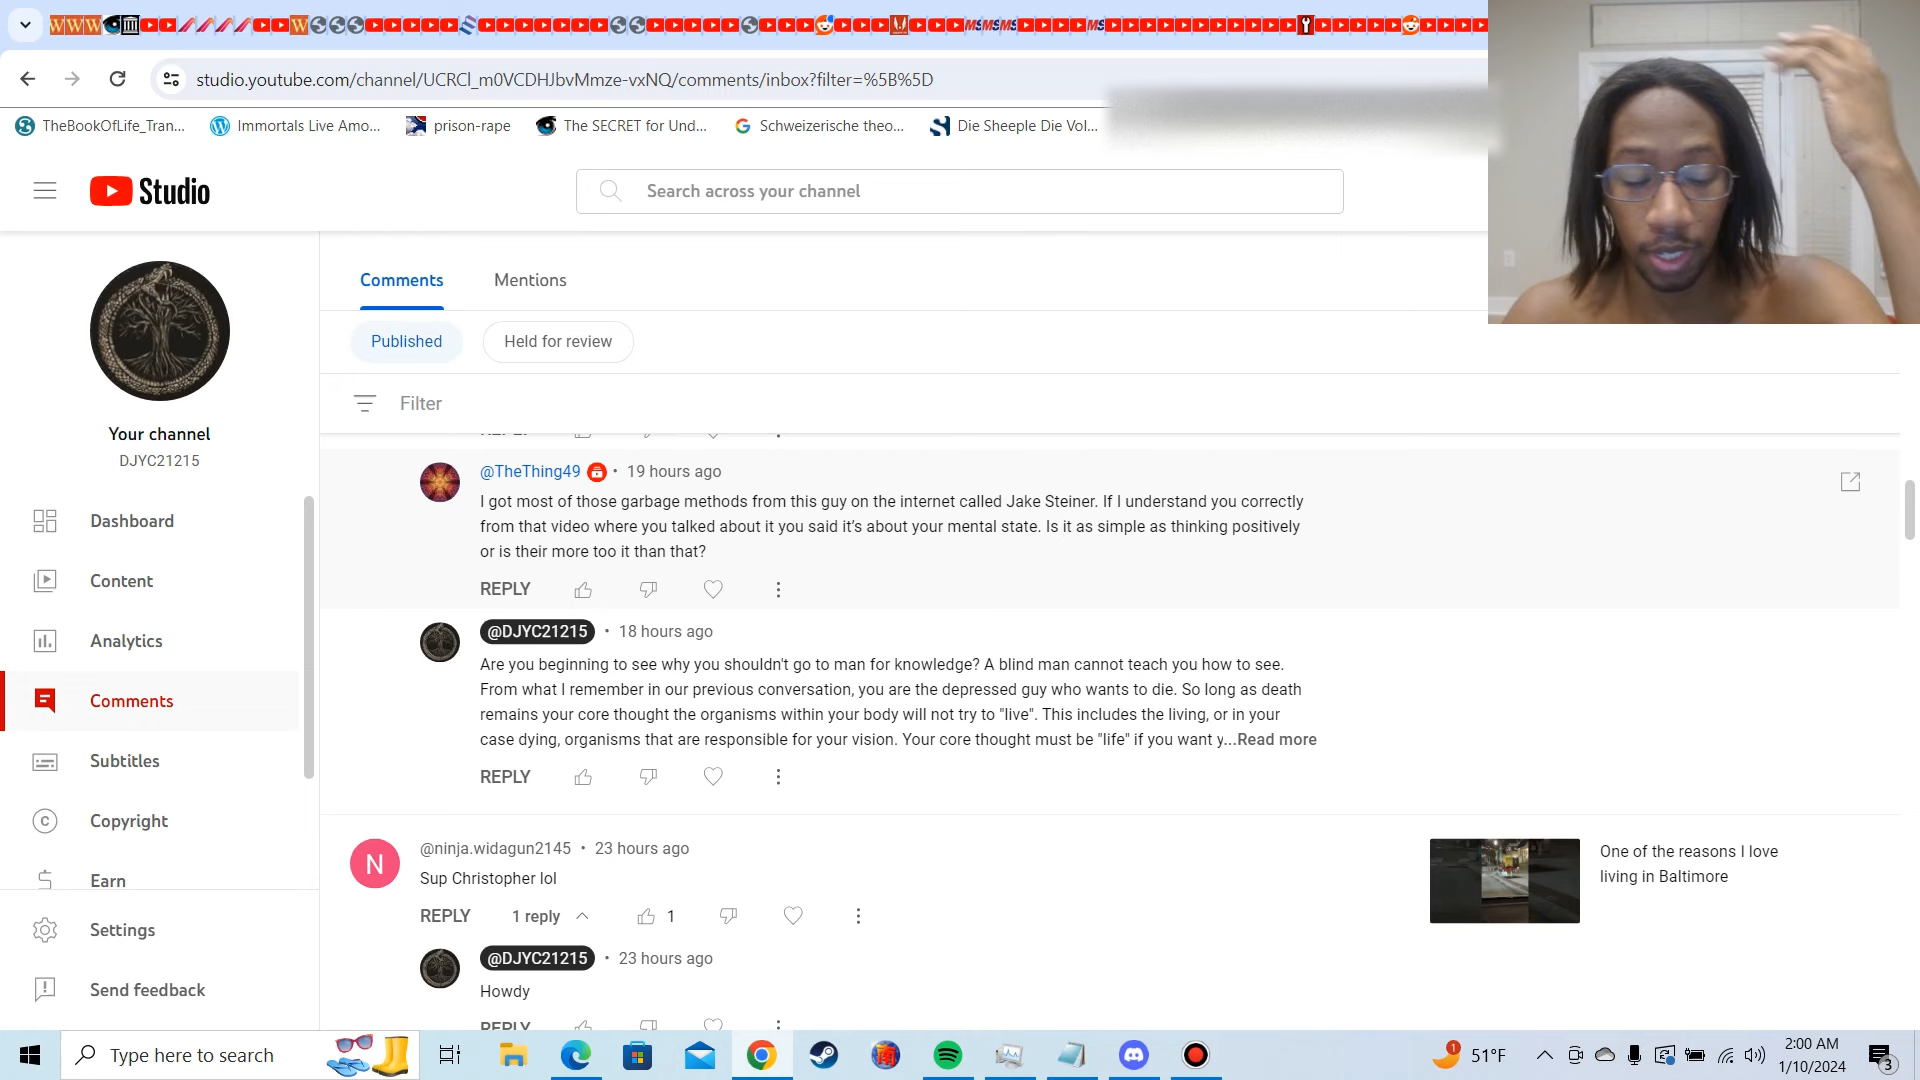 studio.youtube.com/channel/UCRCl_m0VCDHJbvMmze-vxNQ/comments/inbox?filter=%5B%5D
TheBookOfLife_Tran... Immortals Live Amo... prison-rape The SECRET for Und... Schweizerische theo... Die Sheeple Die Vol...
Studio
Search across your channel
Comments Mentions
Published Held for review
Filter
Your channel
DJYC21215
Dashboard
Content
Analytics
Comments
Subtitles
Copyright
Earn
Settings
Send feedback
@TheThing49 • 19 hours ago
I got most of those garbage methods from this guy on the internet called Jake Steiner. If I understand you correctly
from that video where you talked about it you said it's about your mental state. Is it as simple as thinking positively
or is their more too it than that?
REPLY
@DJYC21215 • 18 hours ago
Are you beginning to see why you shouldn't go to man for knowledge? A blind man cannot teach you how to see.
From what I remember in our previous conversation, you are the depressed guy who wants to die. So long as death
remains your core thought the organisms within your body will not try to "live". This includes the living, or in your
case dying, organisms that are responsible for your vision. Your core thought must be "life" if you want y...Read more
REPLY
N
@ninja.widagun2145 • 23 hours ago
Sup Christopher lol
REPLY 1 reply 1
One of the reasons I love
living in Baltimore
@DJYC21215 • 23 hours ago
Howdy
REPLY
Type here to search
1
51°F
2:00 AM
1/10/2024
3